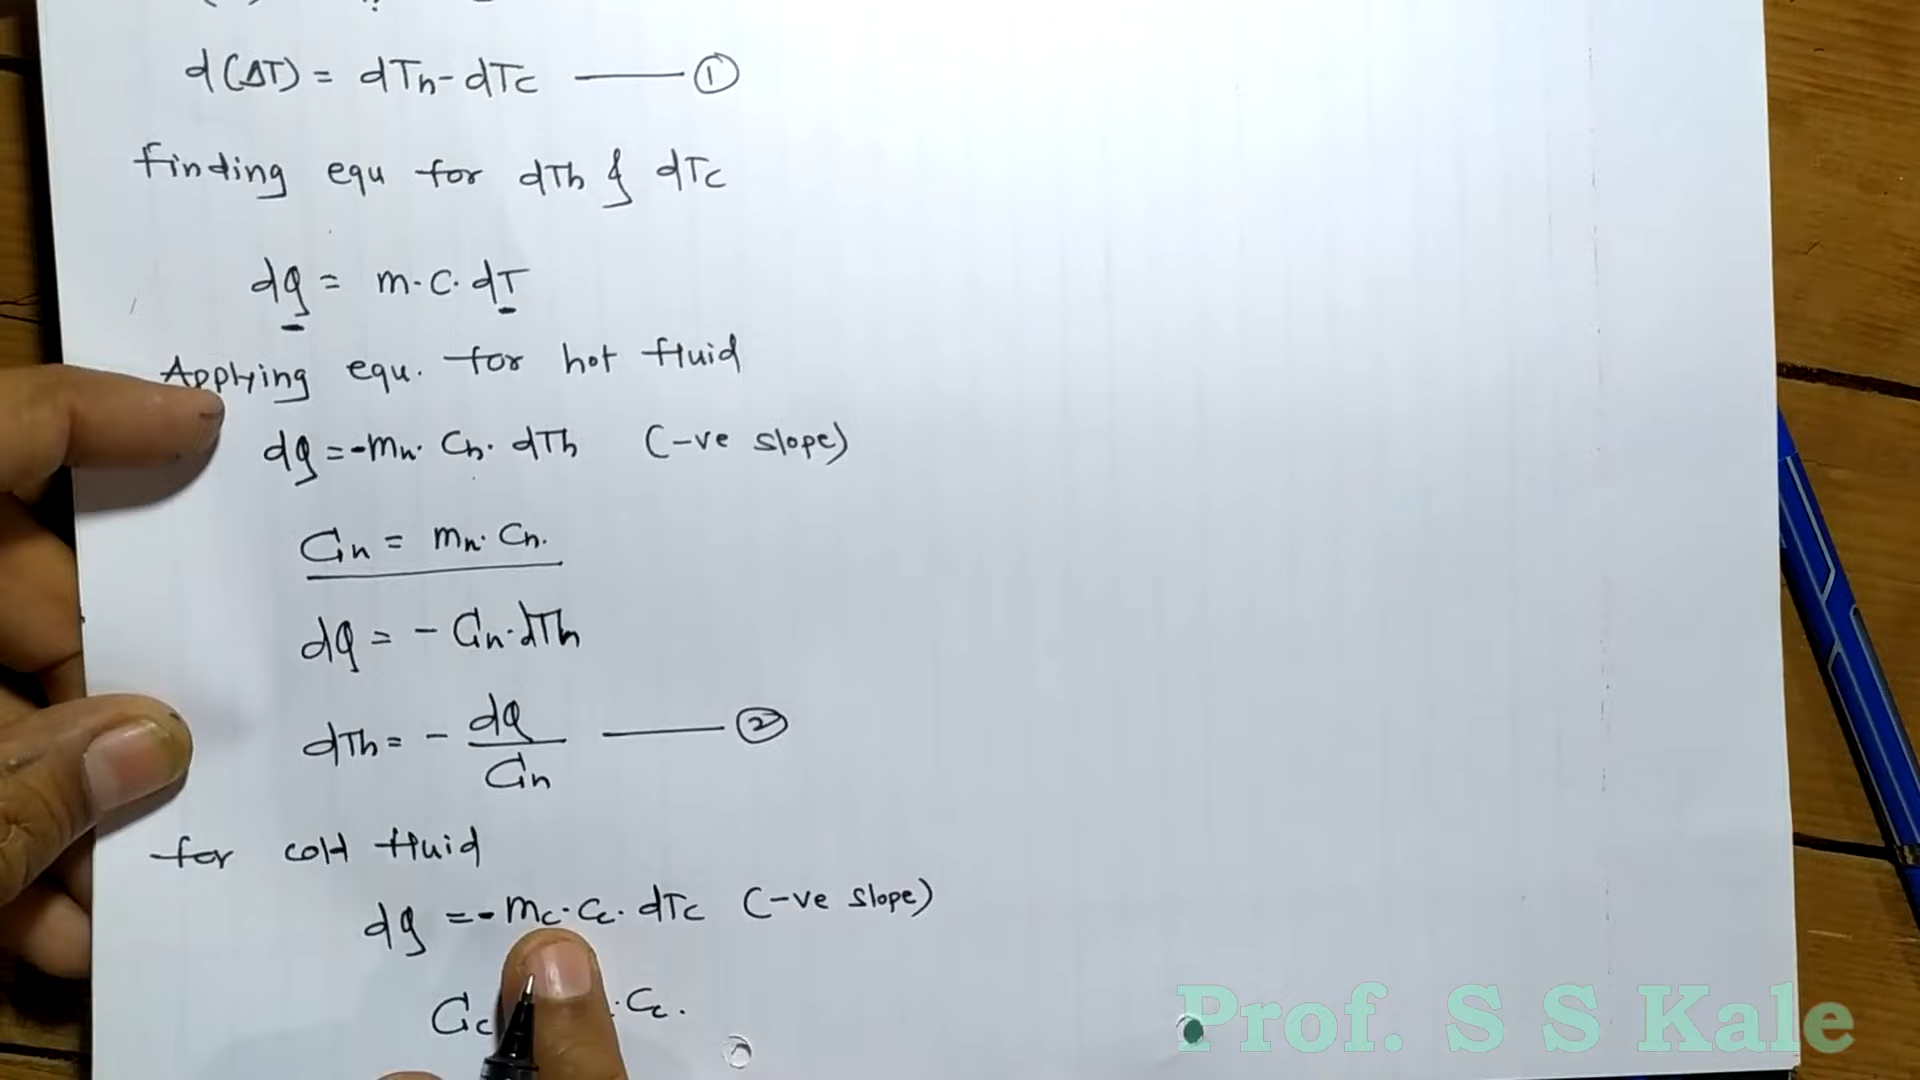 d(ΔT) = dTh - dTc ——— ①
Finding equ for dTh & dTc
dq = m·c·dT
Applying equ. for hot fluid
dq = -mh· Ch· dTh (-ve slope)
Ch = mh· Ch.
dq = - Ch·dTh
dTh = - dq/Ch ——— ②
for cold fluid
dq = - mc·Cc· dTc (-ve slope)
Cc · Cc.
Prof. S S Kale